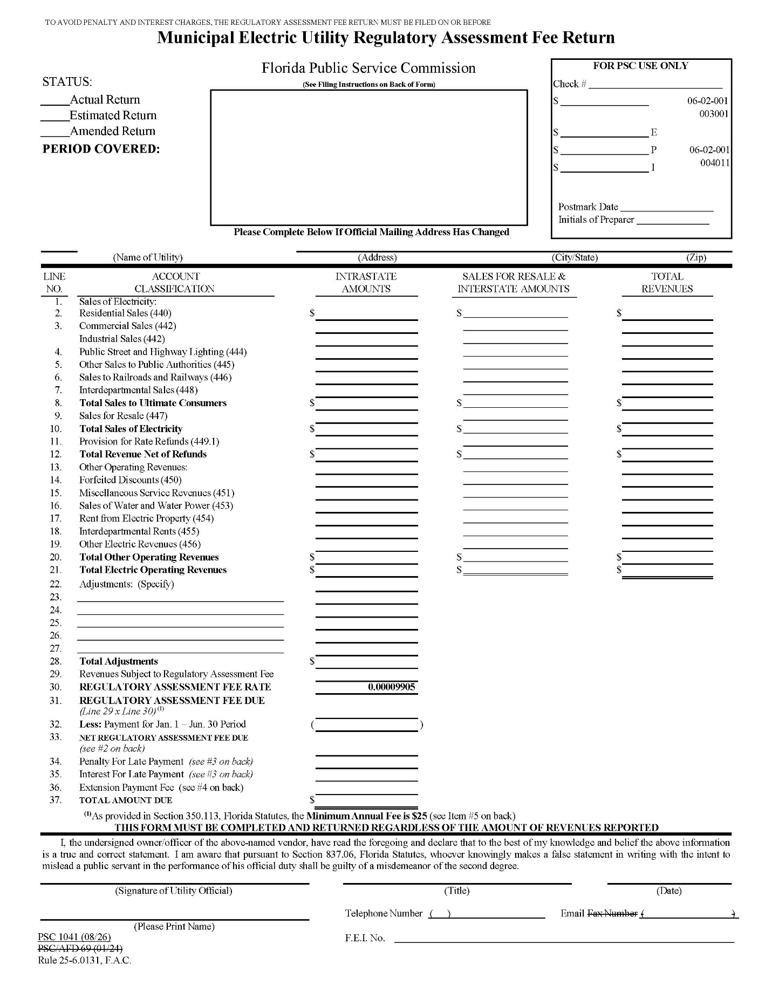 TO AVOID PENALTY AND INTEREST CHARGES, THE REGULATORY ASSESSMENT FEE RETURN MUST BE FILED ON OR BEFORE
Municipal Electric Utility Regulatory Assessment Fee Return
Florida Public Service Commission
(See Filing Instructions on Back of Form)
STATUS:
_____Actual Return
_____Estimated Return
_____Amended Return
PERIOD COVERED:
FOR PSC USE ONLY
Check #
$ 06-02-001
003001
$ E
$ P 06-02-001
004011
$ I
Postmark Date
Initials of Preparer
Please Complete Below If Official Mailing Address Has Changed
(Name of Utility) (Address) (City/State) (Zip)
LINE ACCOUNT INTRASTATE SALES FOR RESALE & TOTAL
NO. CLASSIFICATION AMOUNTS INTERSTATE AMOUNTS REVENUES
1. Sales of Electricity:
2. Residential Sales (440) $ $ $
3. Commercial Sales (442)
Industrial Sales (442)
4. Public Street and Highway Lighting (444)
5. Other Sales to Public Authorities (445)
6. Sales to Railroads and Railways (446)
7. Interdepartmental Sales (448)
8. Total Sales to Ultimate Consumers $ $ $
9. Sales for Resale (447)
10. Total Sales of Electricity $ $ $
11. Provision for Rate Refunds (449.1)
12. Total Revenue Net of Refunds $ $ $
13. Other Operating Revenues:
14. Forfeited Discounts (450)
15. Miscellaneous Service Revenues (451)
16. Sales of Water and Water Power (453)
17. Rent from Electric Property (454)
18. Interdepartmental Rents (455)
19. Other Electric Revenues (456)
20. Total Other Operating Revenues $ $ $
21. Total Electric Operating Revenues $ $ $
22. Adjustments: (Specify)
23.
24.
25.
26.
27.
28. Total Adjustments $
29. Revenues Subject to Regulatory Assessment Fee
30. REGULATORY ASSESSMENT FEE RATE 0.00009905
31. REGULATORY ASSESSMENT FEE DUE
(Line 29 x Line 30) (1)
32. Less: Payment for Jan. 1 – Jun. 30 Period ( )
33. NET REGULATORY ASSESSMENT FEE DUE
(see #2 on back)
34. Penalty For Late Payment (see #3 on back)
35. Interest For Late Payment (see #3 on back)
36. Extension Payment Fee (see #4 on back)
37. TOTAL AMOUNT DUE $
(1) As provided in Section 350.113, Florida Statutes, the Minimum Annual Fee is $25 (see Item #5 on back)
THIS FORM MUST BE COMPLETED AND RETURNED REGARDLESS OF THE AMOUNT OF REVENUES REPORTED
I, the undersigned owner/officer of the above-named vendor, have read the foregoing and declare that to the best of my knowledge and belief the above information
is a true and correct statement. I am aware that pursuant to Section 837.06, Florida Statutes, whoever knowingly makes a false statement in writing with the intent to
mislead a public servant in the performance of his official duty shall be guilty of a misdemeanor of the second degree.
(Signature of Utility Official) (Title) (Date)
Telephone Number ( ) Email Fax Number ( )
(Please Print Name)
F.E.I. No.
PSC 1041 (08/26)
PSC/AFD 69 (01/24)
Rule 25-6.0131, F.A.C.